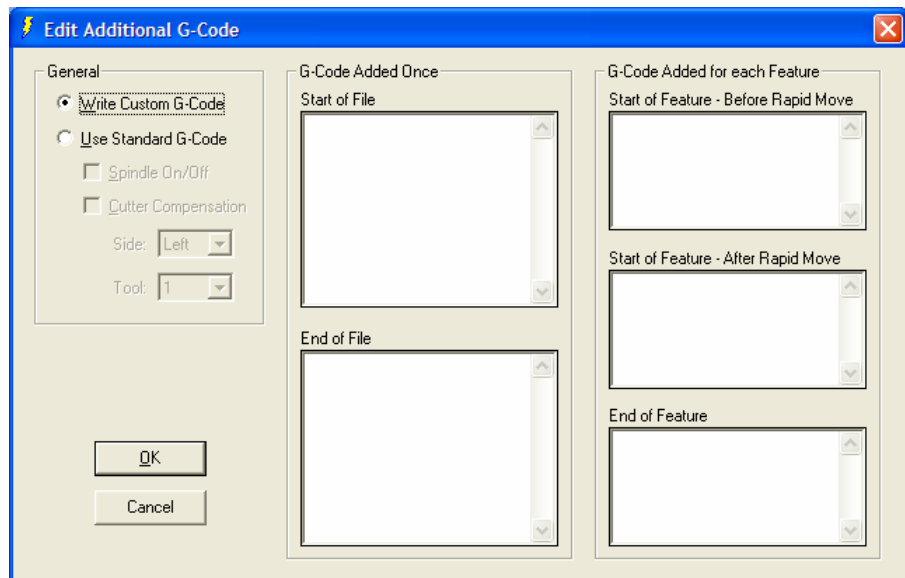 Edit Additional G-Code
General
Write Custom G-Code
Use Standard G-Code
Spindle On/Off
Cutter Compensation
Side: Left
Tool: 1
OK
Cancel
G-Code Added Once
Start of File
End of File
G-Code Added for each Feature
Start of Feature - Before Rapid Move
Start of Feature - After Rapid Move
End of Feature